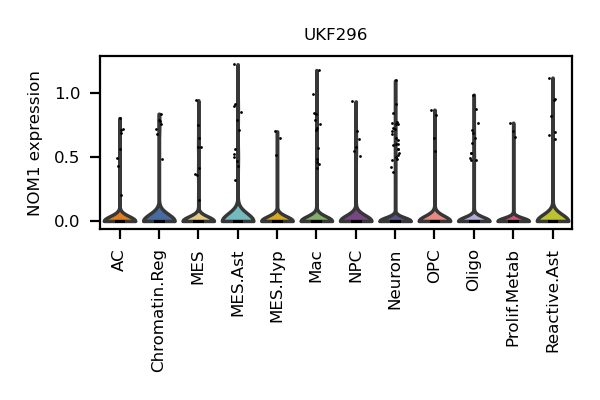 UKF296
NOM1 expression
1.0
0.5
0.0
AC
Chromatin.Reg
MES
MES.Ast
MES.Hyp
Mac
NPC
Neuron
OPC
Oligo
Prolif.Metab
Reactive.Ast